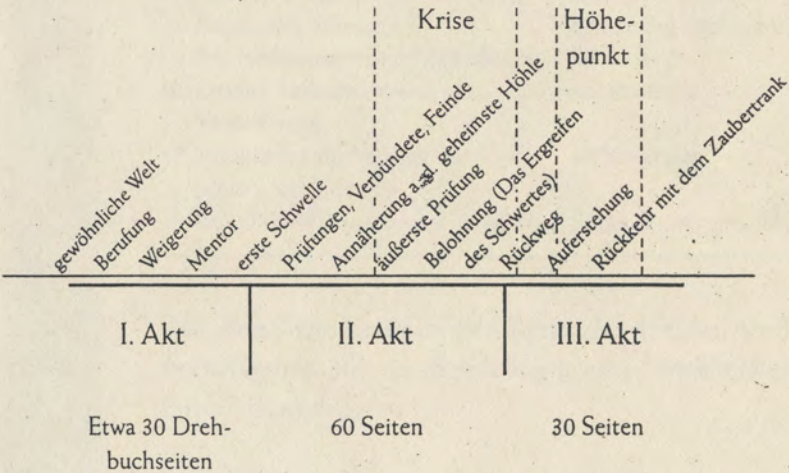 Krise
Höhe-
punkt
gewöhnliche Welt
Berufung
Weigerung
Mentor
erste Schwelle
Prüfungen, Verbündete, Feinde
Annäherung a. d. geheimste Höhle
äußerste Prüfung
Belohnung (Das Ergreifen
des Schwertes)
Rückweg
Auferstehung
Rückkehr mit dem Zaubertrank
I. Akt
II. Akt
III. Akt
Etwa 30 Dreh-
buchseiten
60 Seiten
30 Seiten